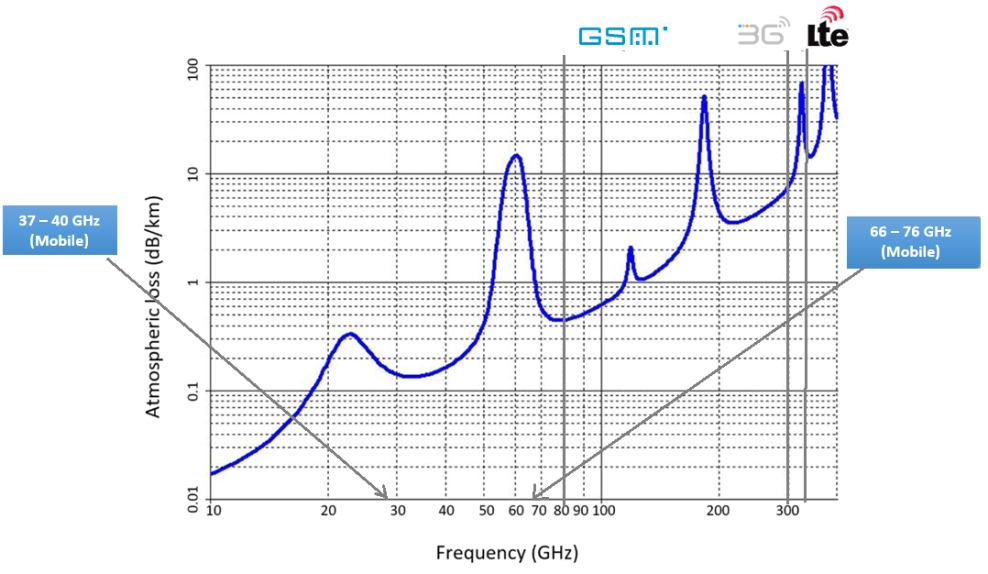 GSM
3G
Lte
100
10
1
0.1
0.01
Atmospheric loss (dB/km)
37 – 40 GHz
(Mobile)
66 – 76 GHz
(Mobile)
10 20 30 40 50 60 70 80 90 100 200 300
Frequency (GHz)